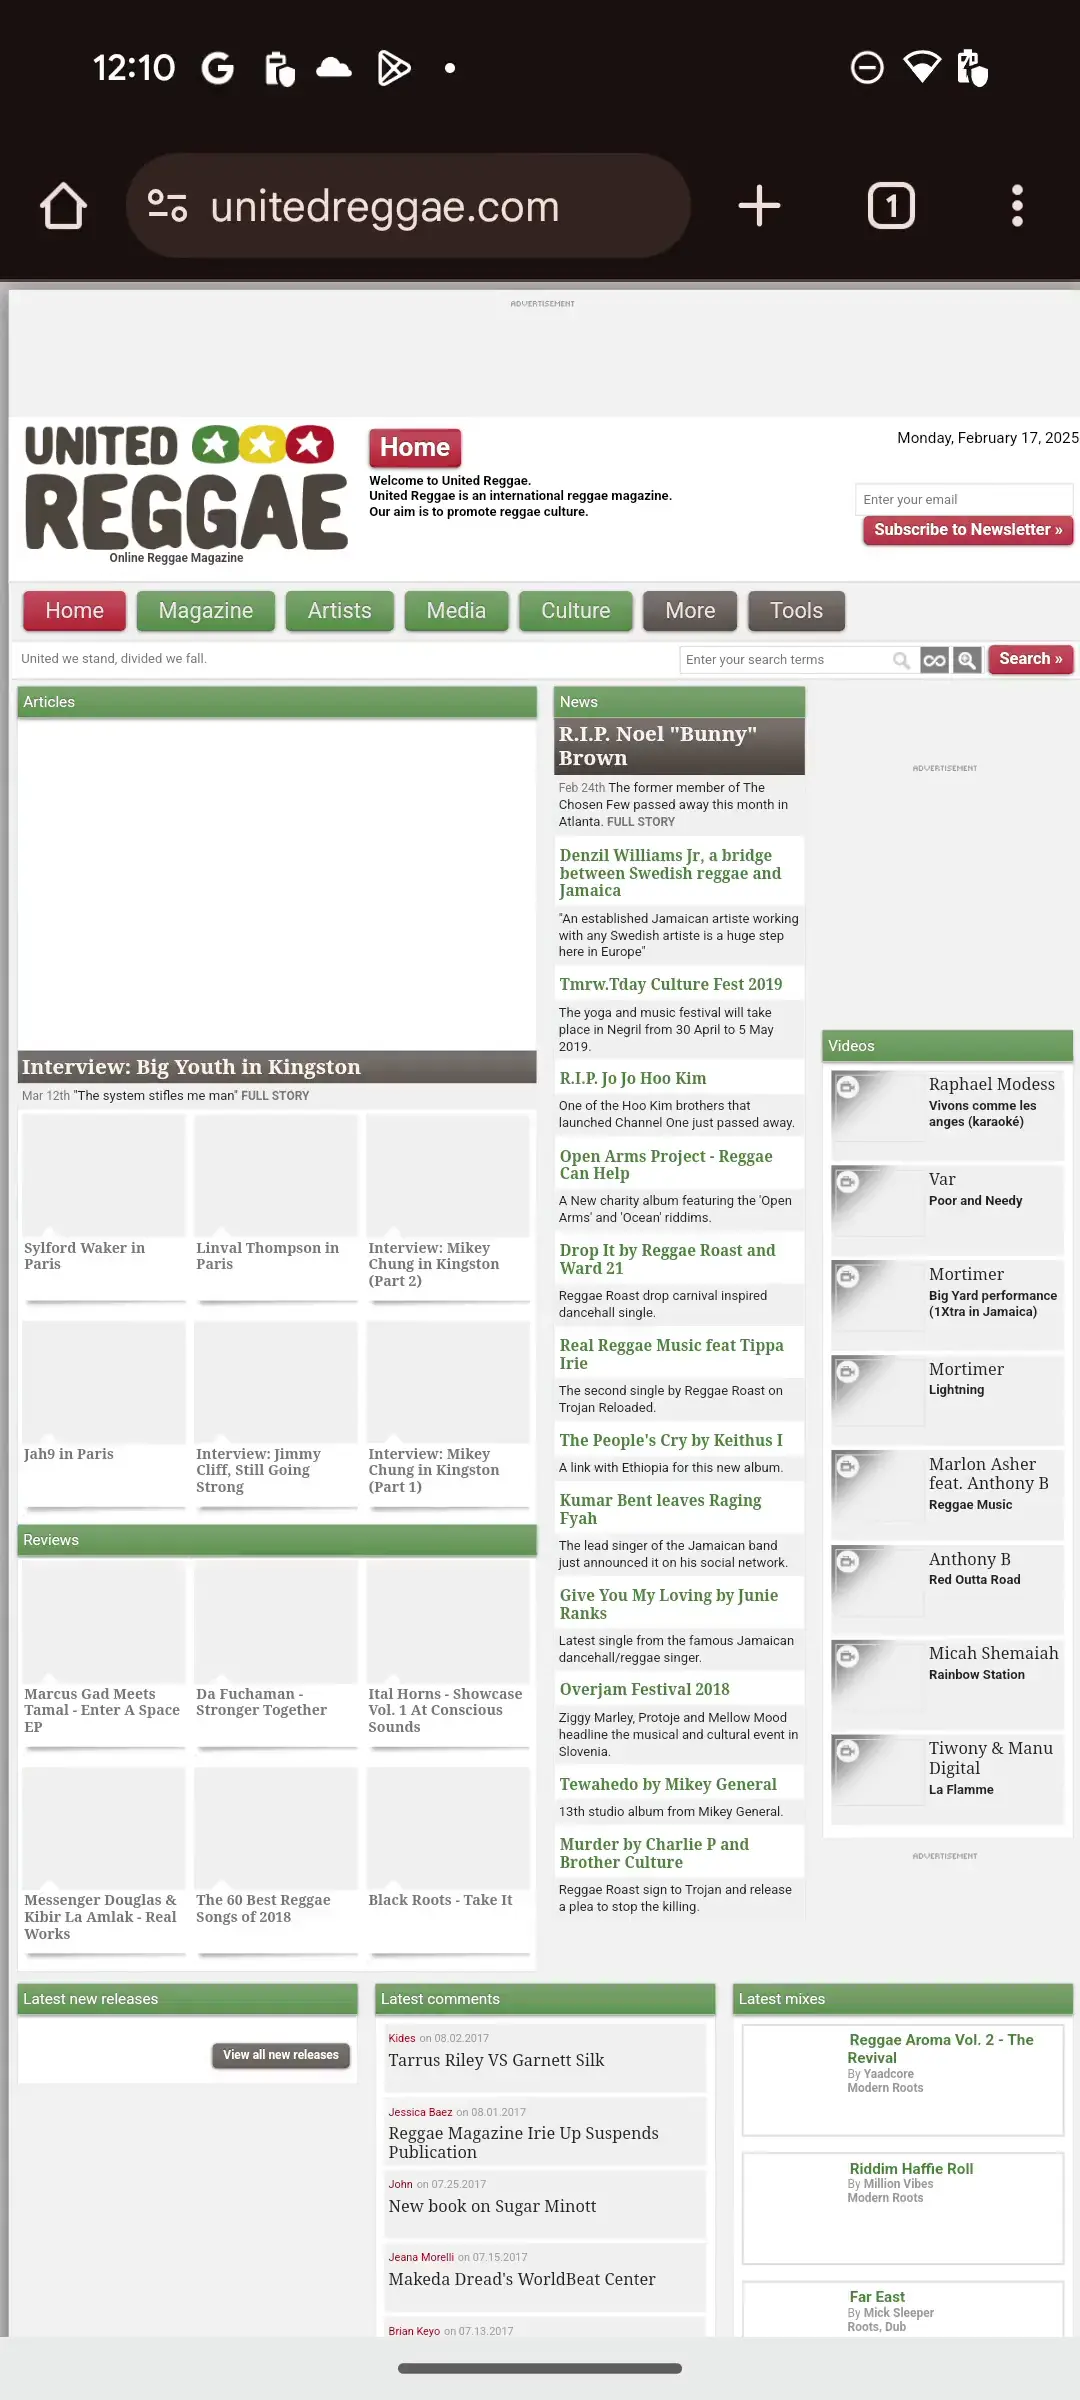 12:10
unitedreggae.com
1
ADVERTISEMENT
UNITED
REGGAE
Online Reggae Magazine
Home
Welcome to United Reggae.
United Reggae is an international reggae magazine.
Our aim is to promote reggae culture.
Monday, February 17, 2025
Enter your email
Subscribe to Newsletter »
Home
Magazine
Artists
Media
Culture
More
Tools
United we stand, divided we fall.
Enter your search terms
Search »
Articles
Interview: Big Youth in Kingston
Mar 12th "The system stifles me man" FULL STORY
Sylford Waker in
Paris
Linval Thompson in
Paris
Interview: Mikey
Chung in Kingston
(Part 2)
Jah9 in Paris
Interview: Jimmy
Cliff, Still Going
Strong
Interview: Mikey
Chung in Kingston
(Part 1)
Reviews
Marcus Gad Meets
Tamal - Enter A Space
EP
Da Fuchaman -
Stronger Together
Ital Horns - Showcase
Vol. 1 At Conscious
Sounds
Messenger Douglas &
Kibir La Amlak - Real
Works
The 60 Best Reggae
Songs of 2018
Black Roots - Take It
News
R.I.P. Noel "Bunny"
Brown
Feb 24th The former member of The
Chosen Few passed away this month in
Atlanta. FULL STORY
Denzil Williams Jr, a bridge
between Swedish reggae and
Jamaica
"An established Jamaican artiste working
with any Swedish artiste is a huge step
here in Europe"
Tmrw.Tday Culture Fest 2019
The yoga and music festival will take
place in Negril from 30 April to 5 May
2019.
R.I.P. Jo Jo Hoo Kim
One of the Hoo Kim brothers that
launched Channel One just passed away.
Open Arms Project - Reggae
Can Help
A New charity album featuring the 'Open
Arms' and 'Ocean' riddims.
Drop It by Reggae Roast and
Ward 21
Reggae Roast drop carnival inspired
dancehall single.
Real Reggae Music feat Tippa
Irie
The second single by Reggae Roast on
Trojan Reloaded.
The People's Cry by Keithus I
A link with Ethiopia for this new album.
Kumar Bent leaves Raging
Fyah
The lead singer of the Jamaican band
just announced it on his social network.
Give You My Loving by Junie
Ranks
Latest single from the famous Jamaican
dancehall/reggae singer.
Overjam Festival 2018
Ziggy Marley, Protoje and Mellow Mood
headline the musical and cultural event in
Slovenia.
Tewahedo by Mikey General
13th studio album from Mikey General.
Murder by Charlie P and
Brother Culture
Reggae Roast sign to Trojan and release
a plea to stop the killing.
ADVERTISEMENT
Videos
Raphael Modess
Vivons comme les
anges (karaoké)
Var
Poor and Needy
Mortimer
Big Yard performance
(1Xtra in Jamaica)
Mortimer
Lightning
Marlon Asher
feat. Anthony B
Reggae Music
Anthony B
Red Outta Road
Micah Shemaiah
Rainbow Station
Tiwony & Manu
Digital
La Flamme
ADVERTISEMENT
Latest new releases
View all new releases
Latest comments
Kides on 08.02.2017
Tarrus Riley VS Garnett Silk
Jessica Baez on 08.01.2017
Reggae Magazine Irie Up Suspends
Publication
John on 07.25.2017
New book on Sugar Minott
Jeana Morelli on 07.15.2017
Makeda Dread's WorldBeat Center
Brian Keyo on 07.13.2017
Latest mixes
Reggae Aroma Vol. 2 - The
Revival
By Yaadcore
Modern Roots
Riddim Haffie Roll
By Million Vibes
Modern Roots
Far East
By Mick Sleeper
Roots, Dub